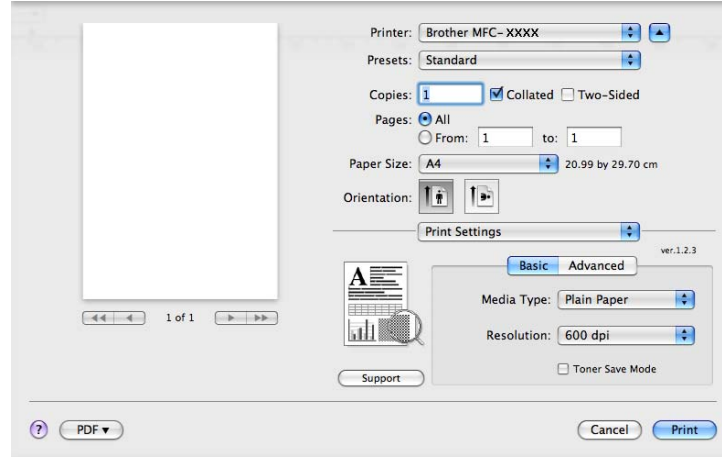 Printer: Brother MFC-XXXX
Presets: Standard
Copies: 1 Collated Two-Sided
Pages: All
From: 1 to: 1
Paper Size: A4 20.99 by 29.70 cm
Orientation:
Print Settings
ver.1.2.3
Basic Advanced
A
Media Type: Plain Paper
Resolution: 600 dpi
Toner Save Mode
Support
1 of 1
? PDF▼ Cancel Print